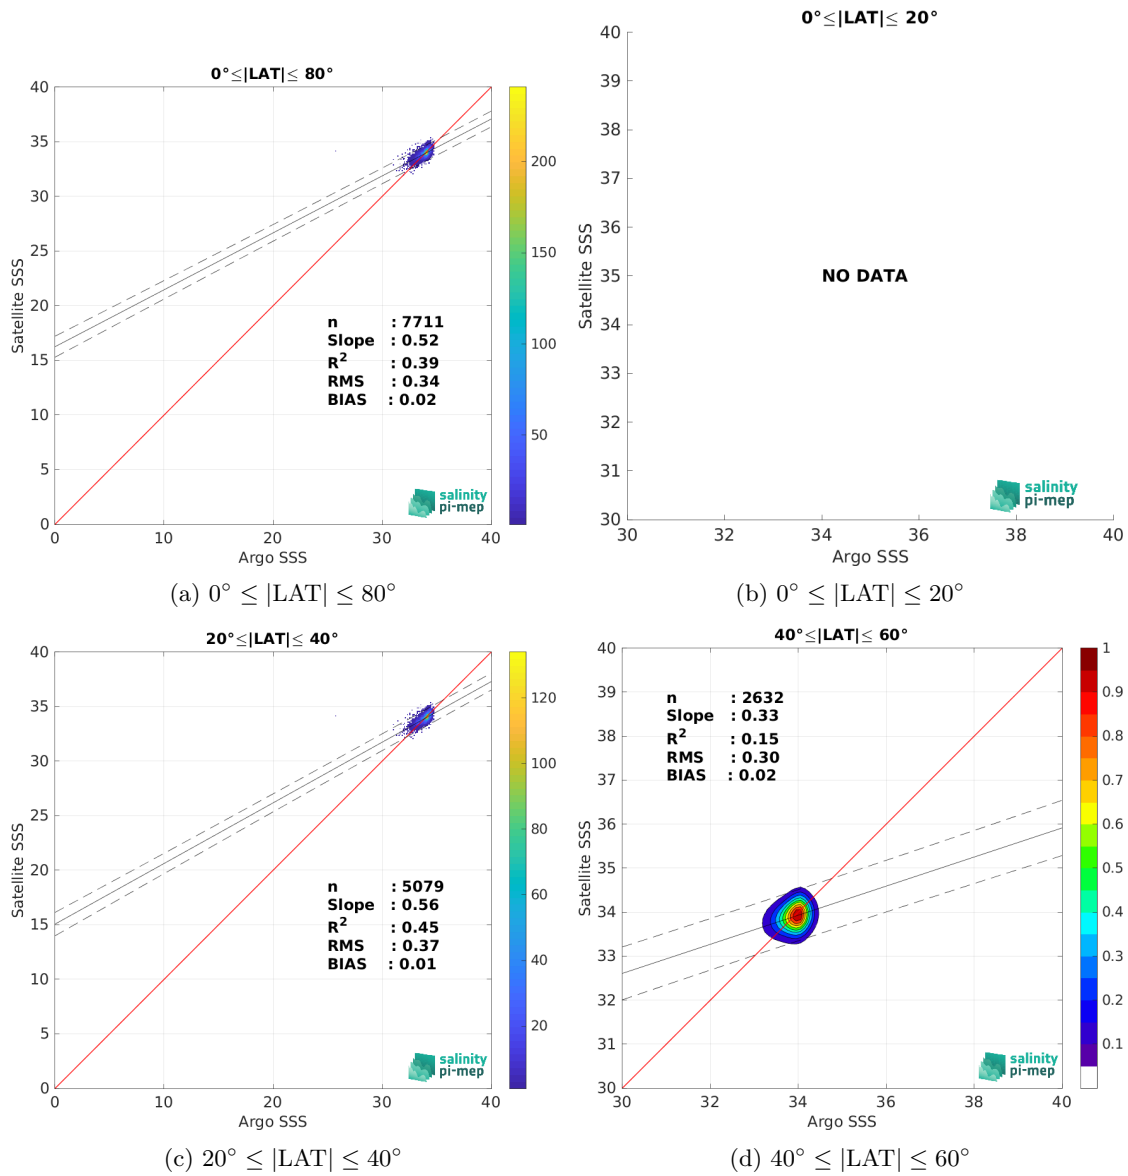 0°≤|LAT|≤ 80°
Satellite SSS
40
35
30
25
20
15
10
5
0
0
10
20
30
40
Argo SSS
200
150
100
50
n : 7711
Slope : 0.52
R² : 0.39
RMS : 0.34
BIAS : 0.02
salinity
pi-mep
(a) 0° ≤ |LAT| ≤ 80°
0°≤|LAT|≤ 20°
Satellite SSS
40
39
38
37
36
35
34
33
32
31
30
30
32
34
36
38
40
Argo SSS
NO DATA
salinity
pi-mep
(b) 0° ≤ |LAT| ≤ 20°
20°≤|LAT|≤ 40°
Satellite SSS
40
35
30
25
20
15
10
5
0
0
10
20
30
40
Argo SSS
120
100
80
60
40
20
n : 5079
Slope : 0.56
R² : 0.45
RMS : 0.37
BIAS : 0.01
salinity
pi-mep
(c) 20° ≤ |LAT| ≤ 40°
40°≤|LAT|≤ 60°
Satellite SSS
40
39
38
37
36
35
34
33
32
31
30
30
32
34
36
38
40
Argo SSS
1
0.9
0.8
0.7
0.6
0.5
0.4
0.3
0.2
0.1
n : 2632
Slope : 0.33
R² : 0.15
RMS : 0.30
BIAS : 0.02
salinity
pi-mep
(d) 40° ≤ |LAT| ≤ 60°